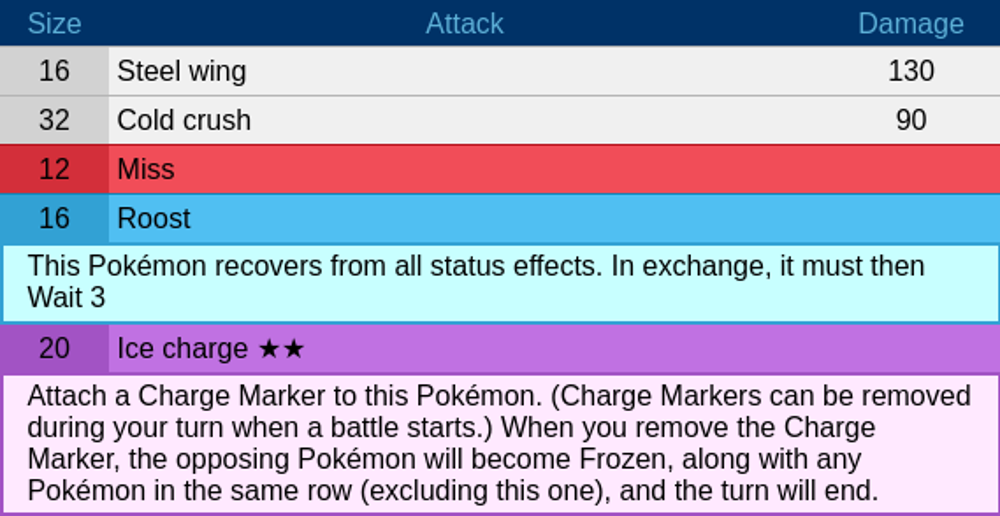 Size Attack Damage
16 Steel wing 130
32 Cold crush 90
12 Miss
16 Roost
This Pokémon recovers from all status effects. In exchange, it must then
Wait 3
20 Ice charge ★★
Attach a Charge Marker to this Pokémon. (Charge Markers can be removed
during your turn when a battle starts.) When you remove the Charge
Marker, the opposing Pokémon will become Frozen, along with any
Pokémon in the same row (excluding this one), and the turn will end.